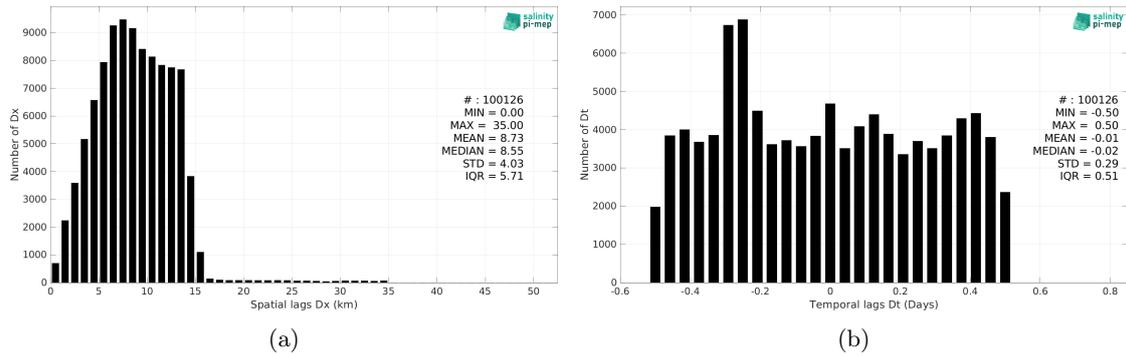 9000
8000
7000
6000
5000
4000
3000
2000
1000
0
Number of Dx
0 5 10 15 20 25 30 35 40 45 50
Spatial lags Dx (km)
salinity
pi-mep
# : 100126
MIN = 0.00
MAX = 35.00
MEAN = 8.73
MEDIAN = 8.55
STD = 4.03
IQR = 5.71
(a)
7000
6000
5000
4000
3000
2000
1000
0
Number of Dt
-0.6 -0.4 -0.2 0 0.2 0.4 0.6 0.8
Temporal lags Dt (Days)
salinity
pi-mep
# : 100126
MIN = -0.50
MAX = 0.50
MEAN = -0.01
MEDIAN = -0.02
STD = 0.29
IQR = 0.51
(b)